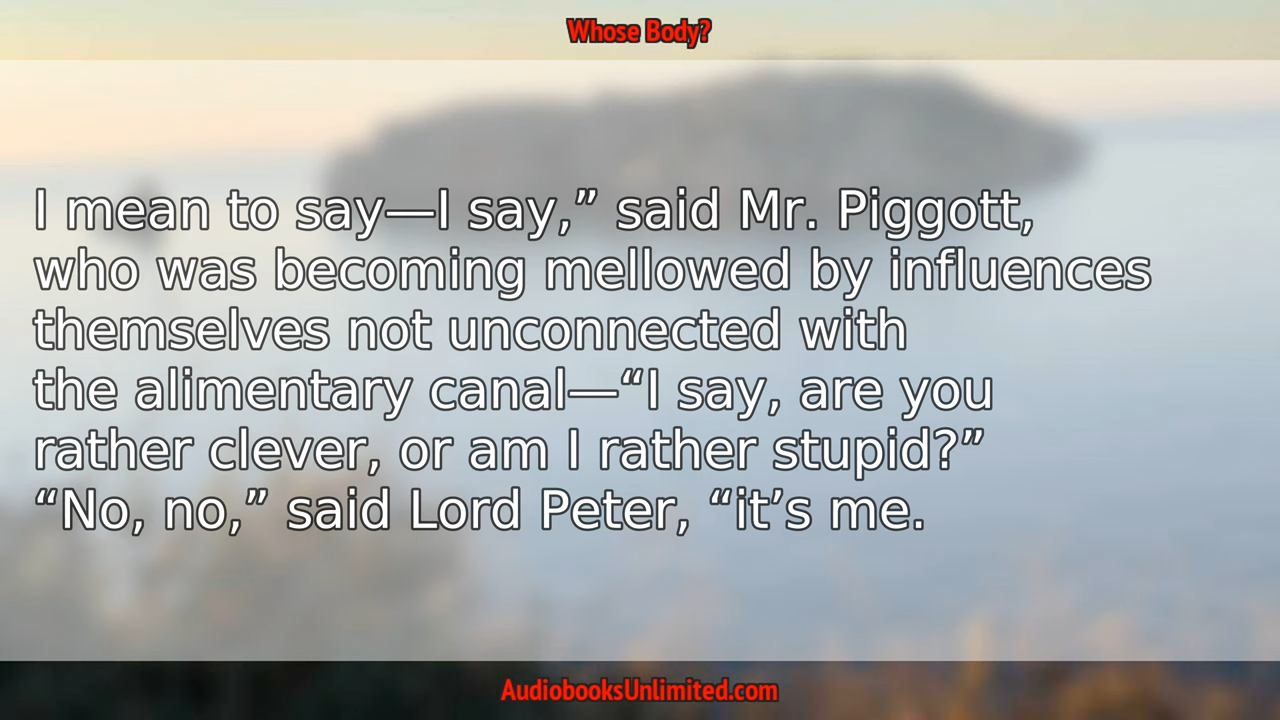 Whose Body?
I mean to say—I say,” said Mr. Piggott,
who was becoming mellowed by influences
themselves not unconnected with
the alimentary canal—“I say, are you
rather clever, or am I rather stupid?”
“No, no,” said Lord Peter, “it’s me.
AudiobooksUnlimited.com